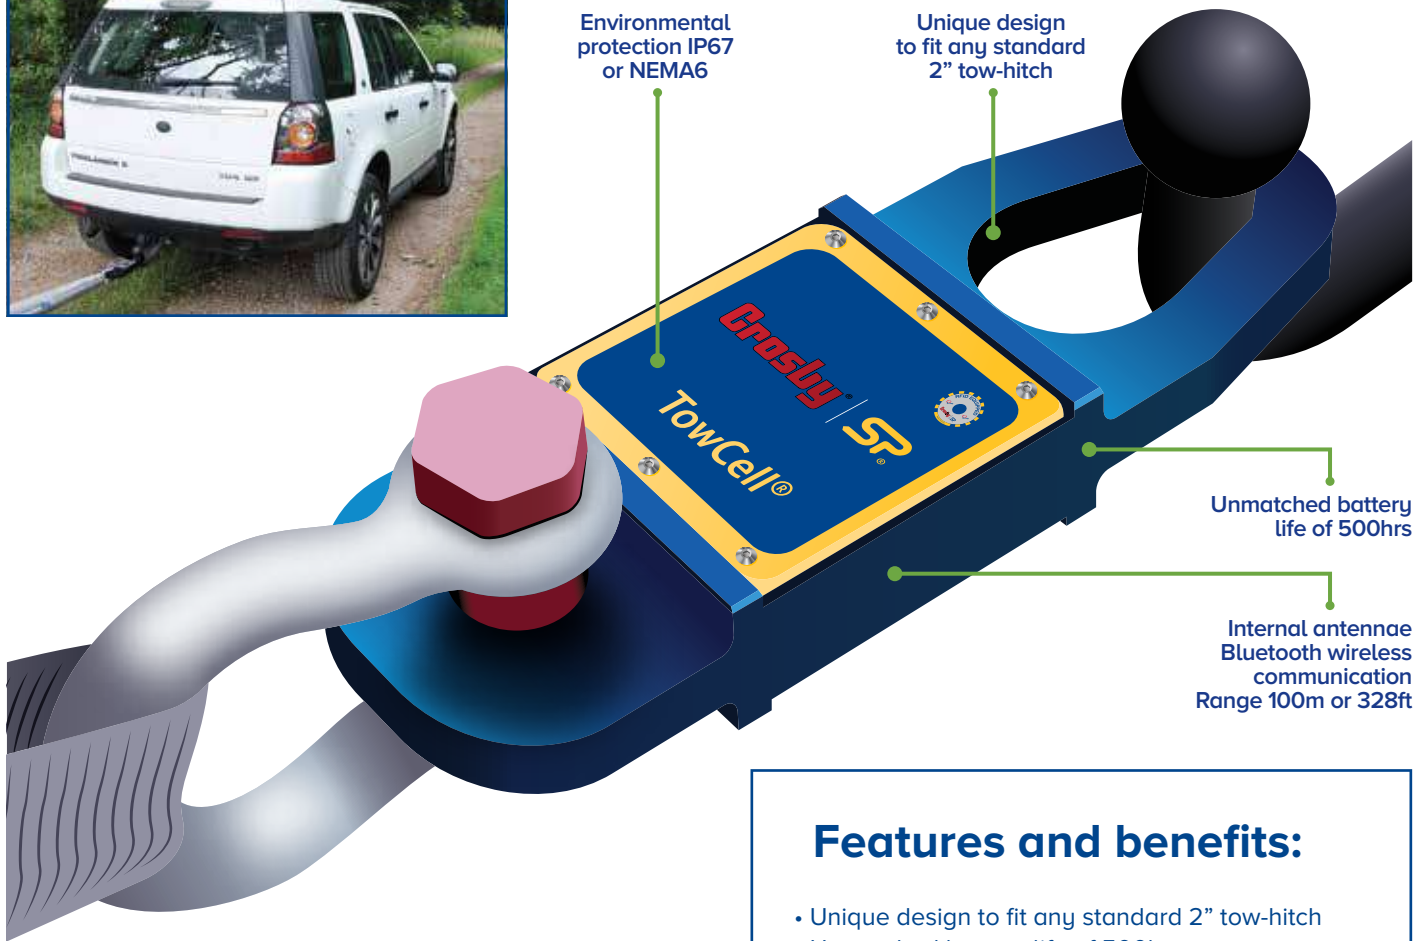 Environmental
protection IP67
or NEMA6
Unique design
to fit any standard
2” tow-hitch
Crosby®
SP®
TowCell®
Unmatched battery
life of 500hrs
Internal antennae
Bluetooth wireless
communication
Range 100m or 328ft
Features and benefits:
• Unique design to fit any standard 2” tow-hitch